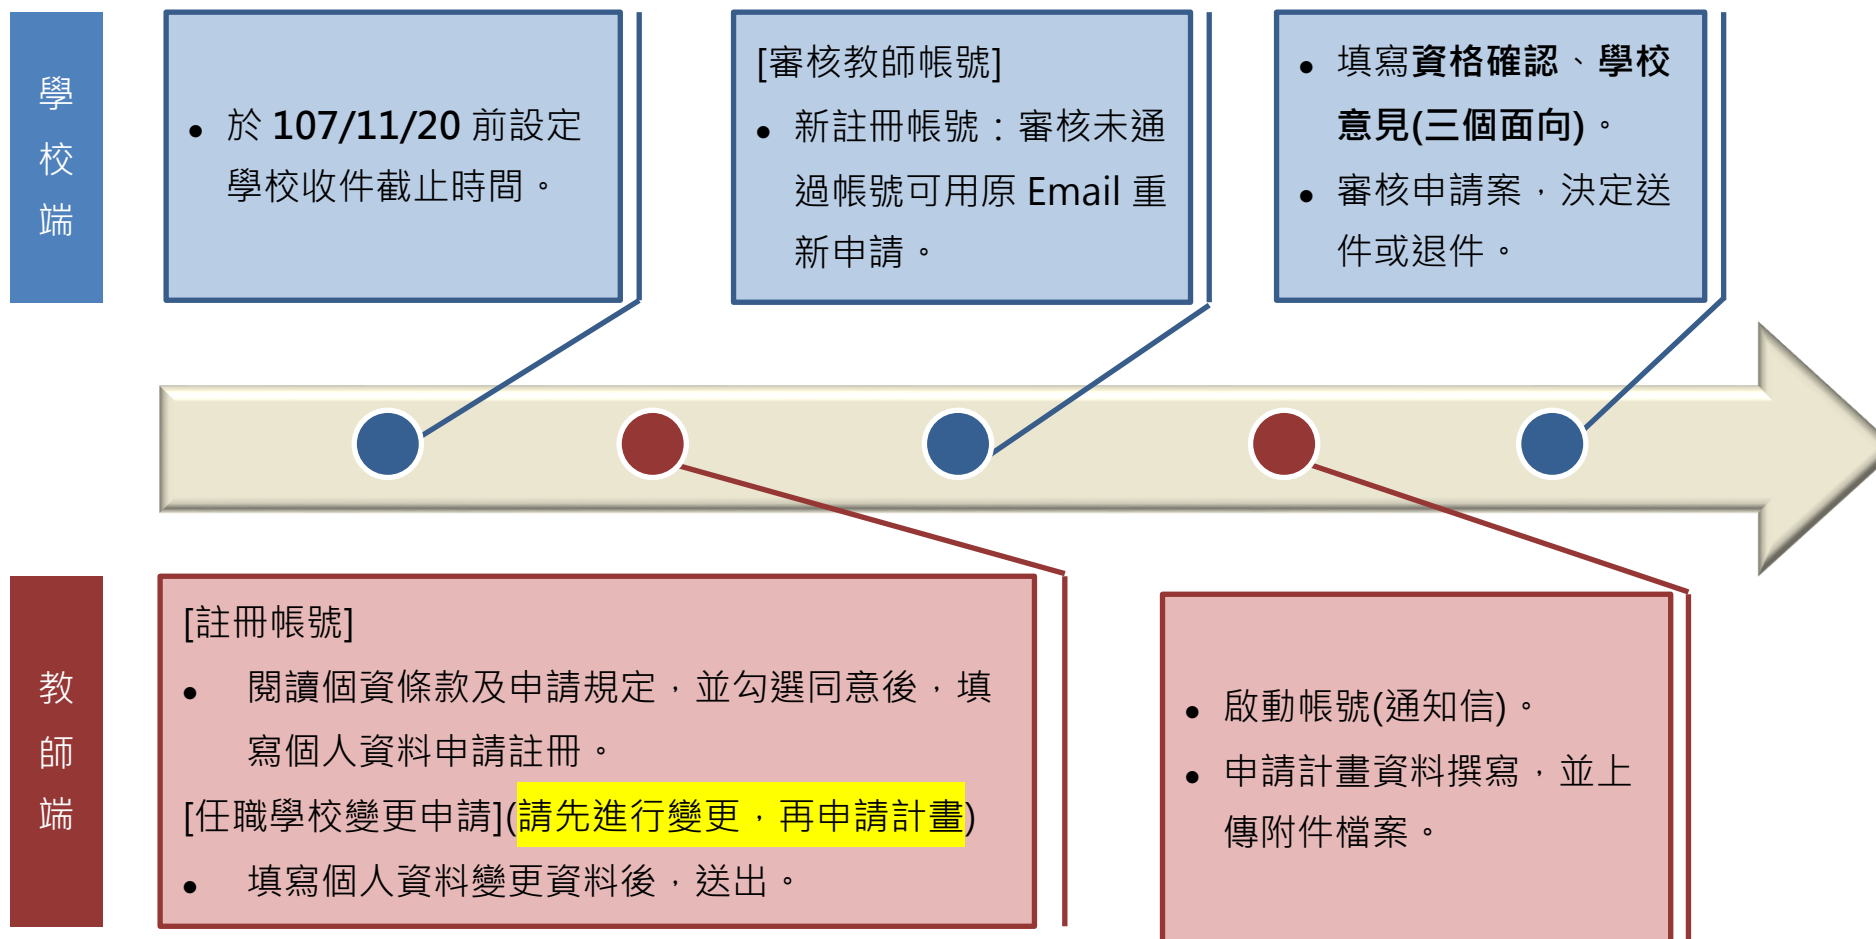 學
校
端
● 於 107/11/20 前設定
學校收件截止時間。
[審核教師帳號]
● 新註冊帳號：審核未通
過帳號可用原 Email 重
新申請。
● 填寫資格確認、學校
意見(三個面向)。
● 審核申請案，決定送
件或退件。
教
師
端
[註冊帳號]
● 閱讀個資條款及申請規定，並勾選同意後，填
寫個人資料申請註冊。
[任職學校變更申請](請先進行變更，再申請計畫)
● 填寫個人資料變更資料後，送出。
● 啟動帳號(通知信)。
● 申請計畫資料撰寫，並上
傳附件檔案。